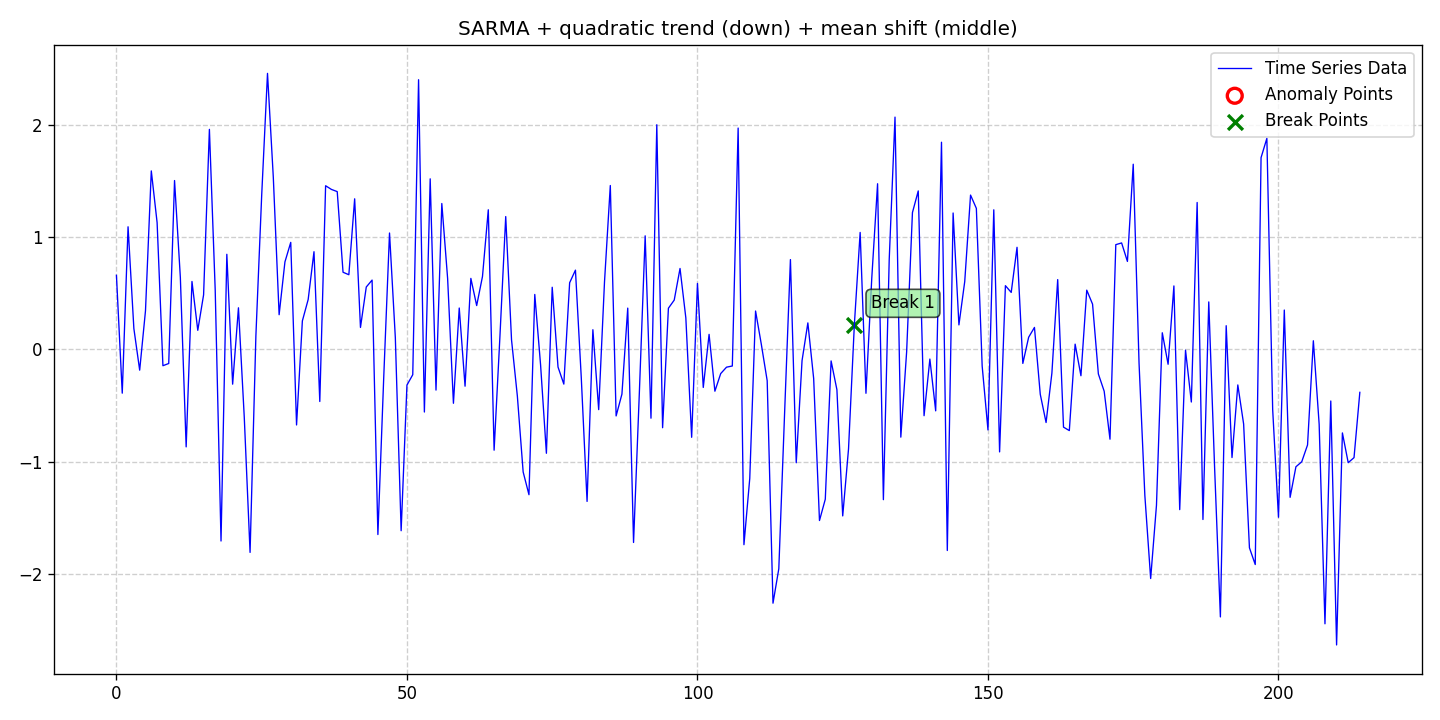 SARMA + quadratic trend (down) + mean shift (middle)
Time Series Data
Anomaly Points
Break Points
2
1
Break 1
0
−1
−2
0 50 100 150 200